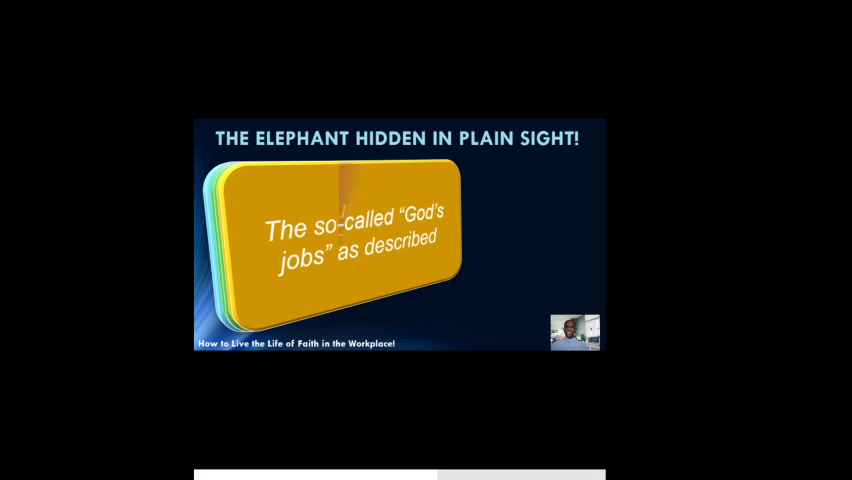 THE ELEPHANT HIDDEN IN PLAIN SIGHT!
The so-called “God’s
jobs” as described
How to Live the Life of Faith in the Workplace!